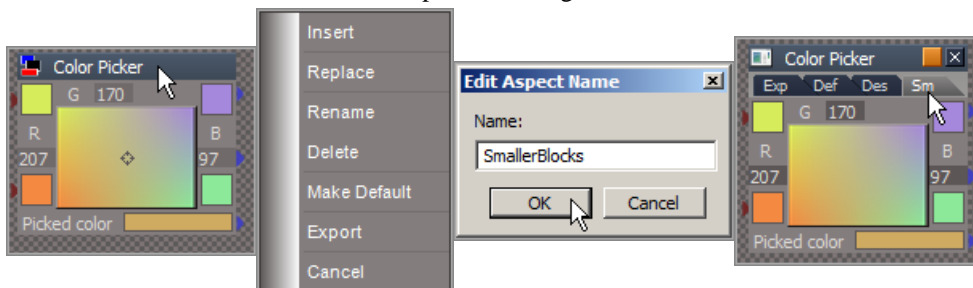 Color Picker
G 170
R B
207 97
Picked color
Insert
Replace
Rename
Delete
Make Default
Export
Cancel
Edit Aspect Name
Name:
SmallerBlocks
OK Cancel
Color Picker
Exp Def Des Sm
G 170
R B
207 97
Picked color